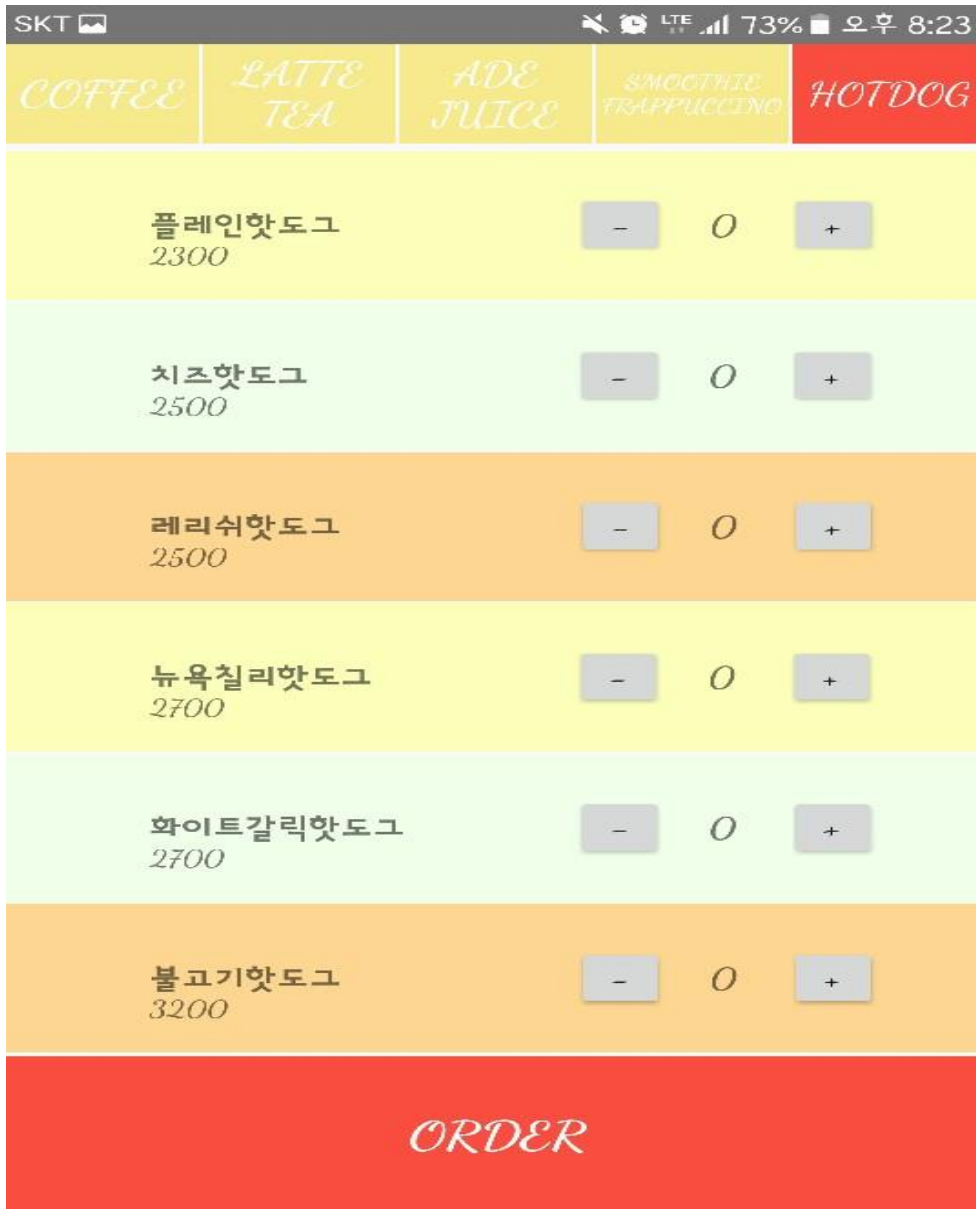 SKT LTE 73% 오후 8:23
COFFEE
LATTE
TEA
ADE
JUICE
SMOOTHIE
FRAPPUCCINO
HOTDOG
플레인핫도그
2300
- 0 +
치즈핫도그
2500
- 0 +
레리쉬핫도그
2500
- 0 +
뉴욕칠리핫도그
2700
- 0 +
화이트갈릭핫도그
2700
- 0 +
불고기핫도그
3200
- 0 +
ORDER